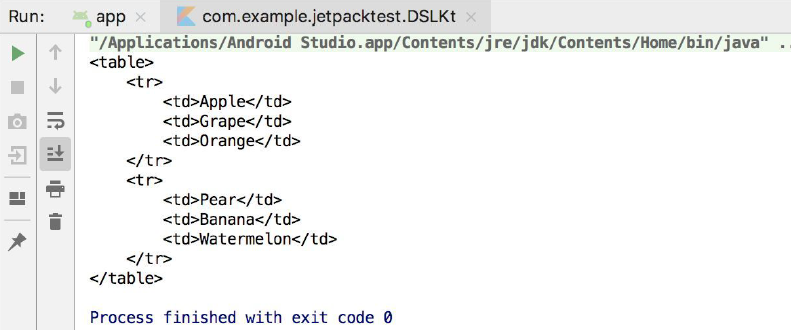 Run: app com.example.jetpacktest.DSLKt
"/Applications/Android Studio.app/Contents/jre/jdk/Contents/Home/bin/java" ..
<table>
    <tr>
        <td>Apple</td>
        <td>Grape</td>
        <td>Orange</td>
    </tr>
    <tr>
        <td>Pear</td>
        <td>Banana</td>
        <td>Watermelon</td>
    </tr>
</table>
Process finished with exit code 0